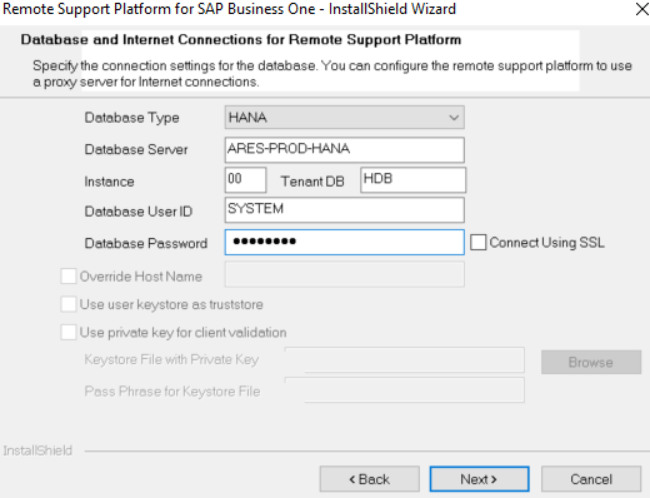 Remote Support Platform for SAP Business One - InstallShield Wizard
Database and Internet Connections for Remote Support Platform
Specify the connection settings for the database. You can configure the remote support platform to use
a proxy server for Internet connections.
Database Type HANA
Database Server ARES-PROD-HANA
Instance 00 Tenant DB HDB
Database User ID SYSTEM
Database Password ●●●●●●●● Connect Using SSL
Override Host Name
Use user keystore as truststore
Use private key for client validation
Keystore File with Private Key Browse
Pass Phrase for Keystore File
InstallShield
< Back Next > Cancel